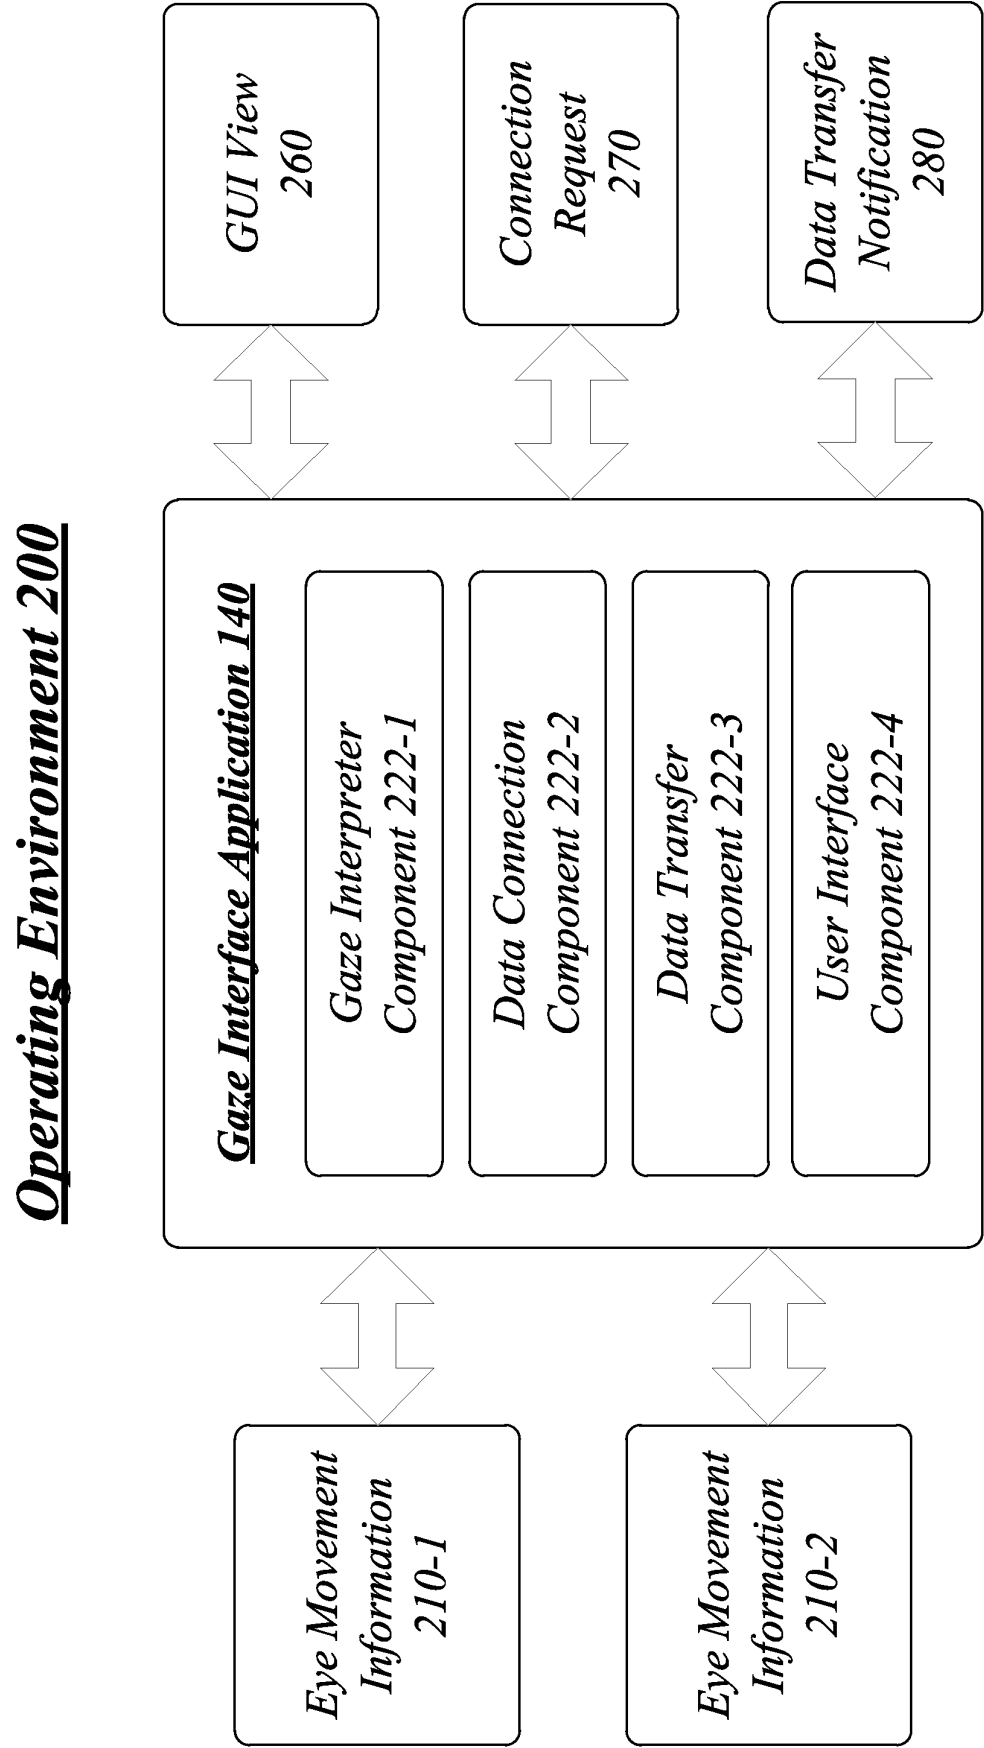 Operating Environment 200
Eye Movement
Information
210-1
Eye Movement
Information
210-2
Gaze Interface Application 140
Gaze Interpreter
Component 222-1
Data Connection
Component 222-2
Data Transfer
Component 222-3
User Interface
Component 222-4
GUI View
260
Connection
Request
270
Data Transfer
Notification
280